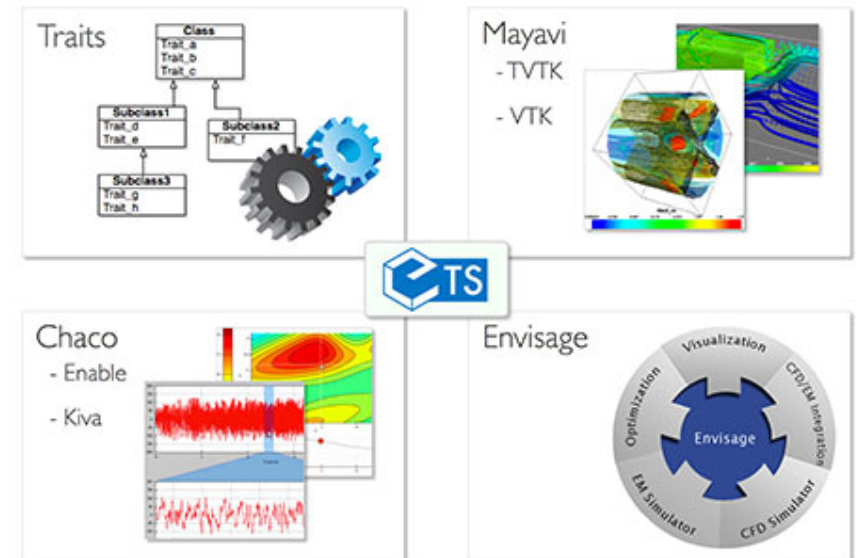 Traits
Class
Trait_a
Trait_b
Trait_c
Subclass1
Trait_d
Trait_e
Subclass2
Trait_f
Subclass3
Trait_g
Trait_h
Mayavi
- TVTK
- VTK
eTS
Chaco
- Enable
- Kiva
Envisage
Visualization
CFD/EM Integration
CFD Simulator
EM Simulator
Optimization
Envisage